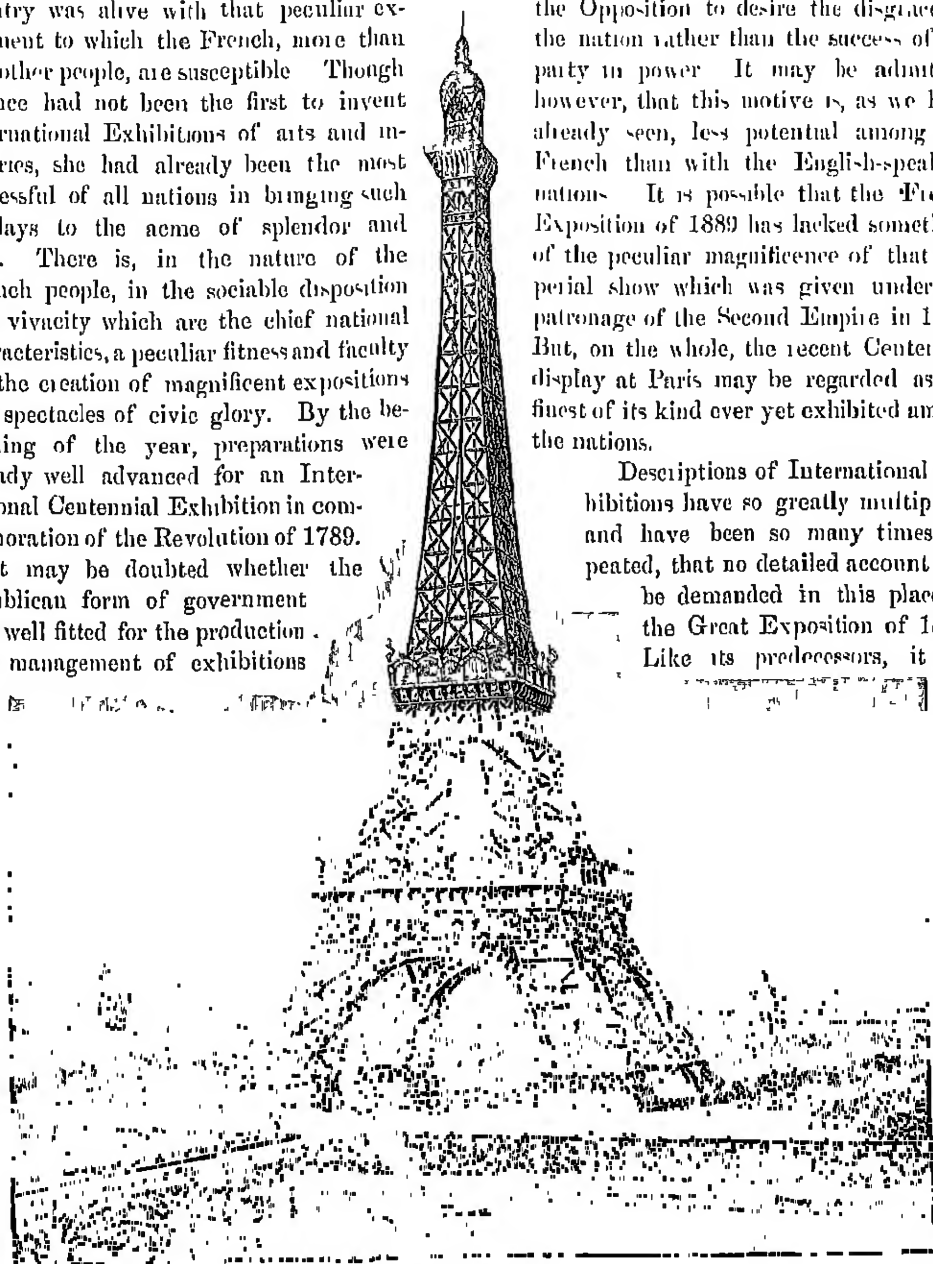 ntry was alive with that peculiar ex-
ment to which the French, more than
other people, are susceptible Though
nce had not been the first to invent
rnational Exhibitions of arts and in-
ries, she had already been the most
essful of all nations in bringing such
lays to the acme of splendor and
. There is, in the nature of the
nch people, in the sociable disposition
vivacity which are the chief national
racteristics, a peculiar fitness and faculty
the creation of magnificent expositions
spectacles of civic glory. By the be-
ing of the year, preparations were
ady well advanced for an Inter-
onal Centennial Exhibition in com-
moration of the Revolution of 1789.
t may be doubted whether the
ublican form of government
well fitted for the production
management of exhibitions
the Opposition to desire the disgrace
the nation rather than the success of
party in power It may be admit
however, that this motive is, as we h
already seen, less potential among
French than with the English-speak
nations It is possible that the Fre
Exposition of 1889 has lacked somet
of the peculiar magnificence of that
perial show which was given under
patronage of the Second Empire in 1
But, on the whole, the recent Center
display at Paris may be regarded as
finest of its kind ever yet exhibited am
the nations.
Descriptions of International
hibitions have so greatly multip
and have been so many times
peated, that no detailed account
be demanded in this place
the Great Exposition of 18
Like its predecessors, it